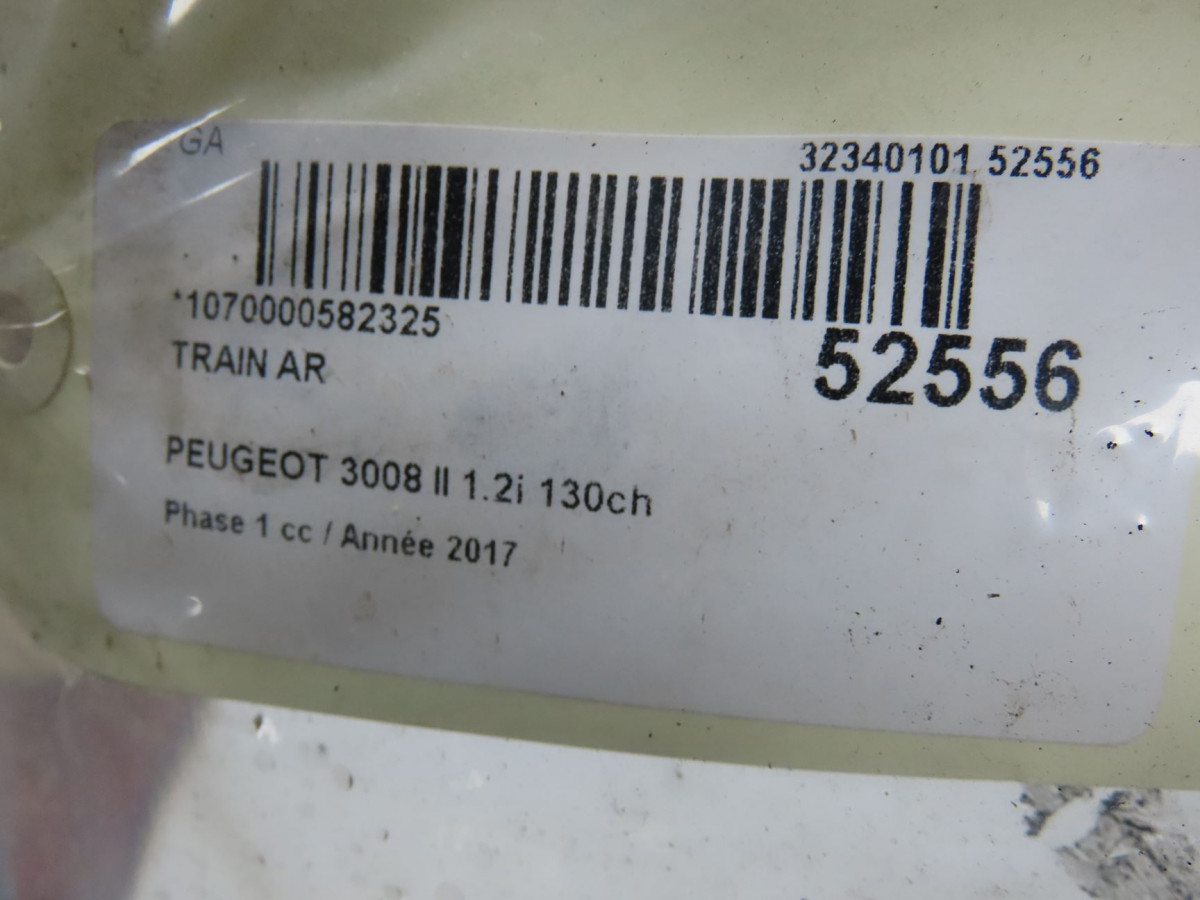 GA
32340101 52556
*1070000582325
52556
TRAIN AR
PEUGEOT 3008 II 1.2i 130ch
Phase 1 cc / Année 2017